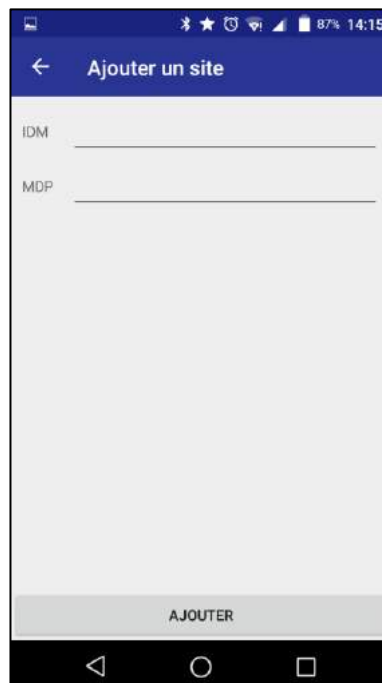 87% 14:15
Ajouter un site
IDM
MDP
AJOUTER